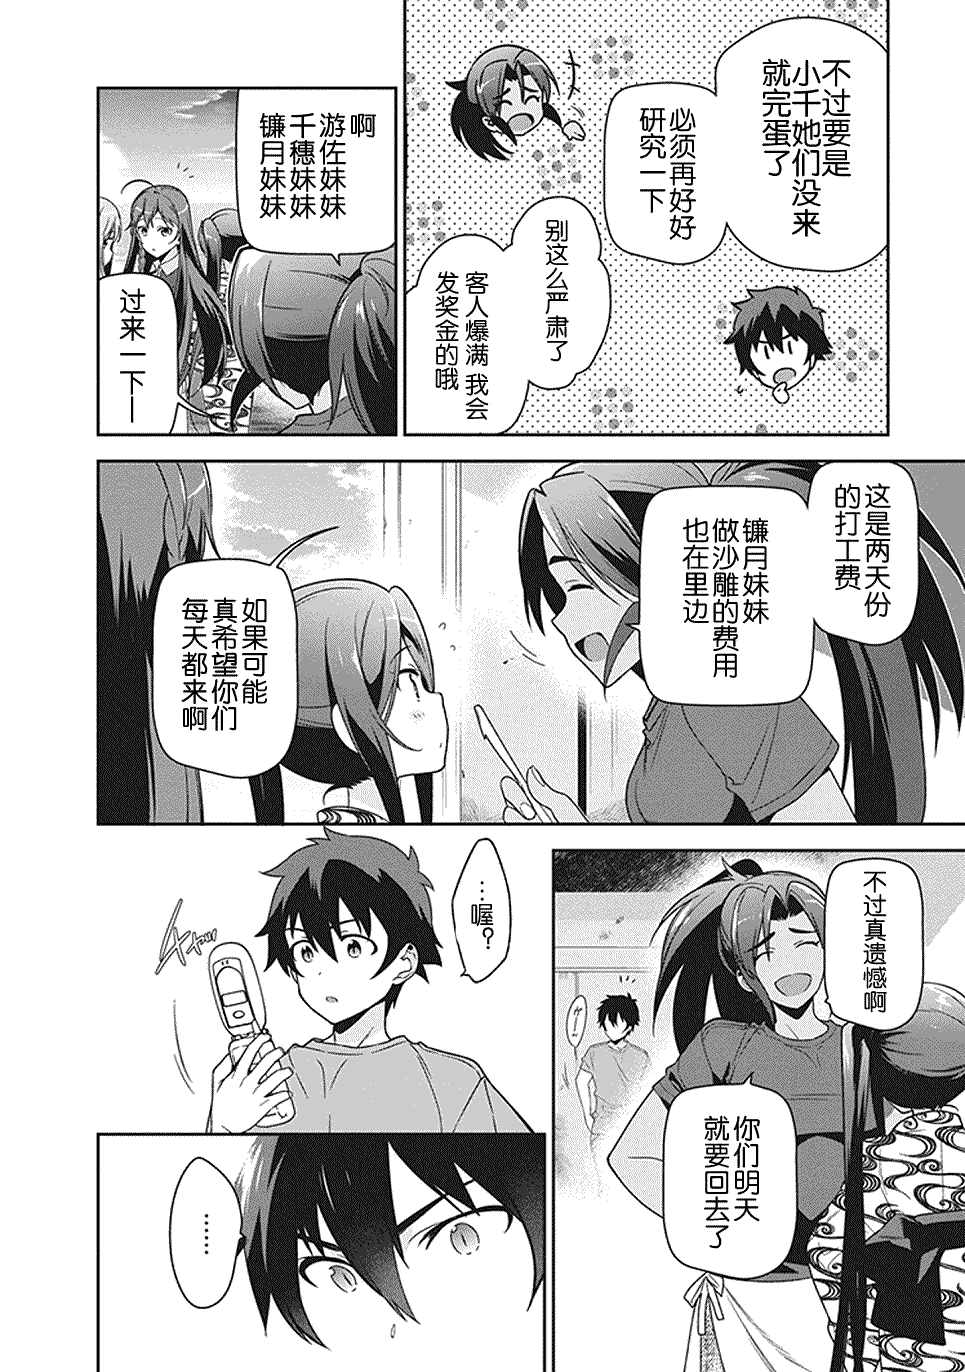 不过要是
小千她们没来
就完蛋了
必须再好好
研究一下
别这么严肃了
客人爆满 我会
发奖金的哦
啊
游佐妹妹
千穗妹妹
镰月妹妹
过来一下—
这是两天份
的打工费
镰月妹妹
做沙雕的费用
也在里边
如果可能
真希望你们
每天都来啊
不过真遗憾啊
你们明天
就要回去了
…喔？
……